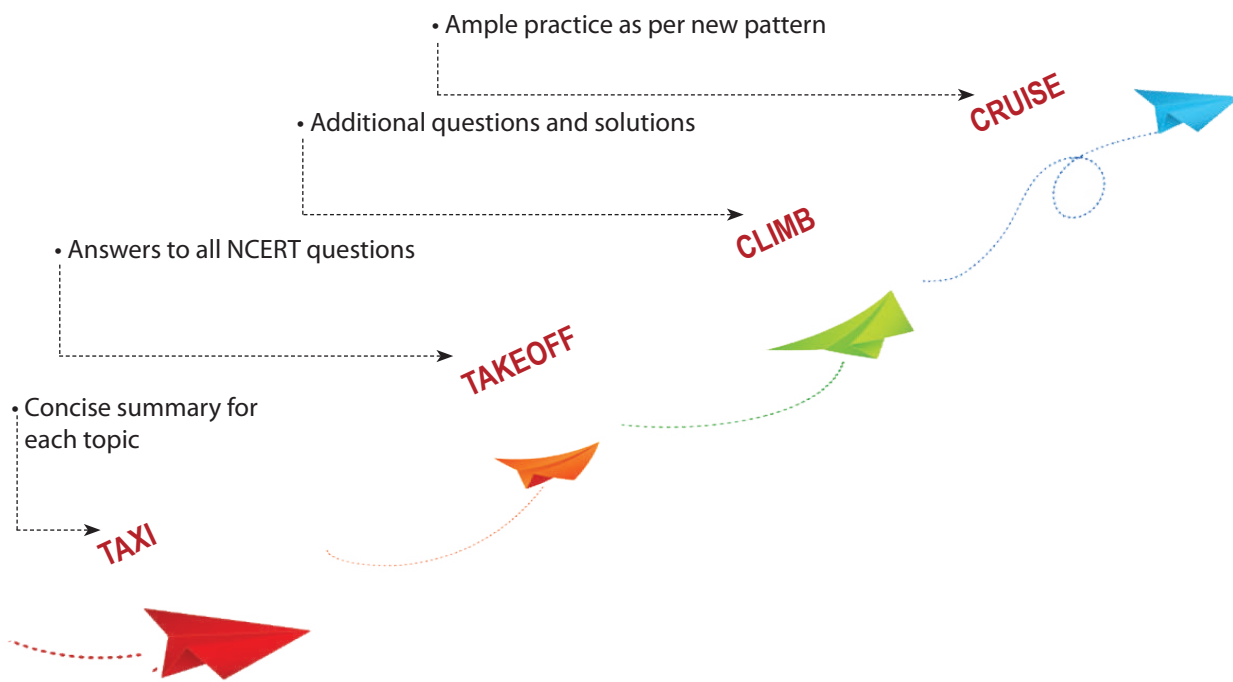 • Ample practice as per new pattern
CRUISE
• Additional questions and solutions
CLIMB
• Answers to all NCERT questions
TAKEOFF
• Concise summary for
each topic
TAXI